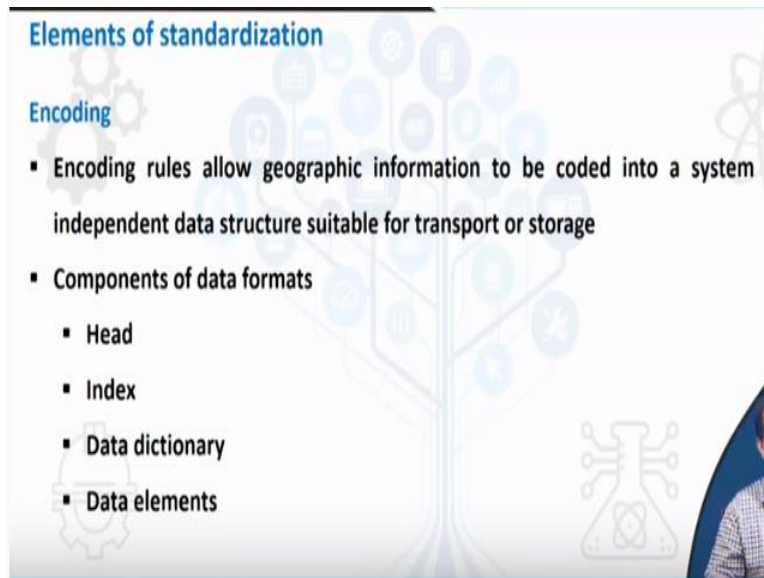 Elements of standardization
Encoding
▪ Encoding rules allow geographic information to be coded into a system
independent data structure suitable for transport or storage
▪ Components of data formats
▪ Head
▪ Index
▪ Data dictionary
▪ Data elements